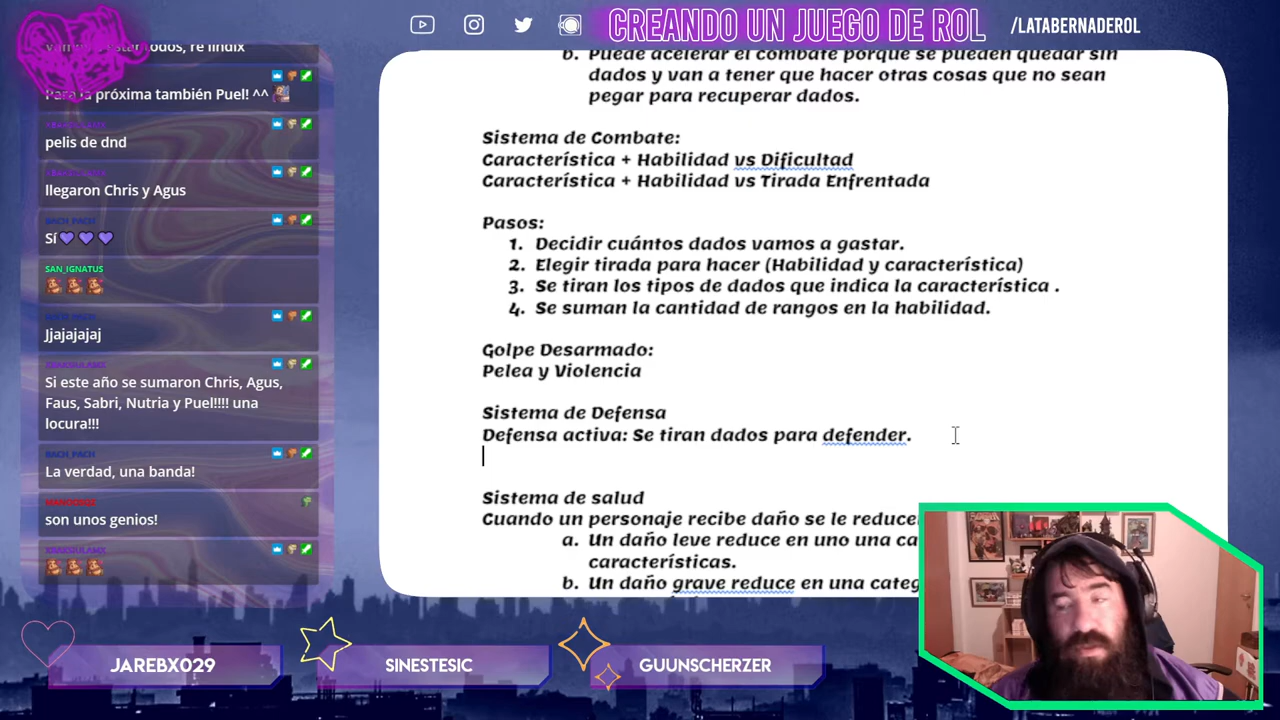 CREANDO UN JUEGO DE ROL
/LATABERNADEROL
Para la próxima también Puel! ^^
pelis de dnd
llegaron Chris y Agus
BACH_PACH
Sí💜💜💜
SAN_IGNATUS
Jjajajajaj
Si este año se sumaron Chris, Agus,
Faus, Sabri, Nutria y Puel!!!! una
locura!!!
BACH_PACH
La verdad, una banda!
son unos genios!
b. Puede acelerar el combate porque se pueden quedar sin
dados y van a tener que hacer otras cosas que no sean
pegar para recuperar dados.
Sistema de Combate:
Característica + Habilidad vs Dificultad
Característica + Habilidad vs Tirada Enfrentada
Pasos:
1. Decidir cuántos dados vamos a gastar.
2. Elegir tirada para hacer (Habilidad y característica)
3. Se tiran los tipos de dados que indica la característica .
4. Se suman la cantidad de rangos en la habilidad.
Golpe Desarmado:
Pelea y Violencia
Sistema de Defensa
Defensa activa: Se tiran dados para defender.
Sistema de salud
Cuando un personaje recibe daño se le reduce
a. Un daño leve reduce en uno una ca
características.
b. Un daño grave reduce en una categ
JAREBX029
SINESTESIC
GUUNSCHERZER